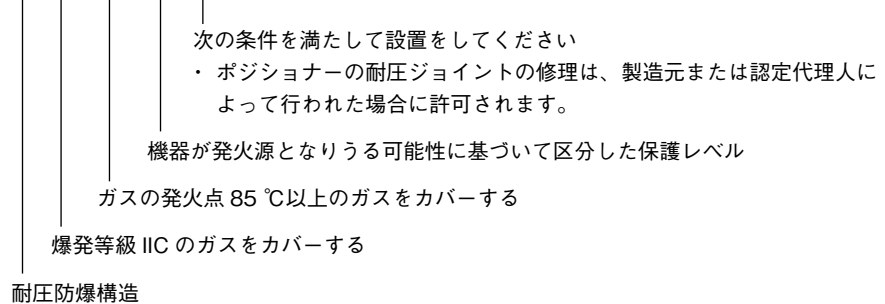 次の条件を満たして設置をしてください
・ ポジショナーの耐圧ジョイントの修理は、製造元または認定代理人に
よって行われた場合に許可されます。
機器が発火源となりうる可能性に基づいて区分した保護レベル
ガスの発火点 85 ℃以上のガスをカバーする
爆発等級 IIC のガスをカバーする
耐圧防爆構造